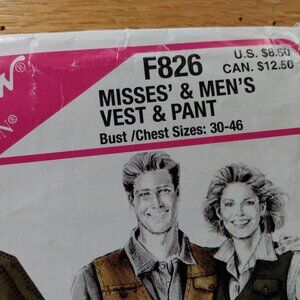 F826
U.S. $8.50
CAN. $12.50
MISSES' & MEN'S
VEST & PANT
Bust /Chest Sizes: 30-46